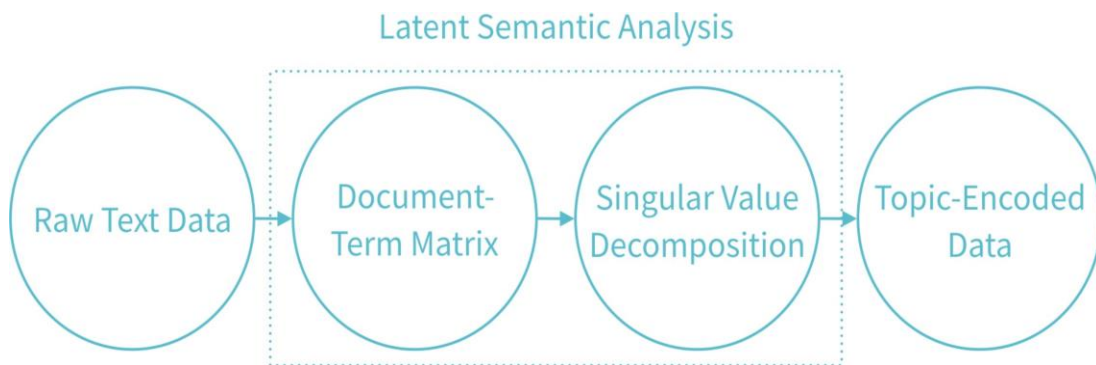 Latent Semantic Analysis
Raw Text Data
Document-
Term Matrix
Singular Value
Decomposition
Topic-Encoded
Data